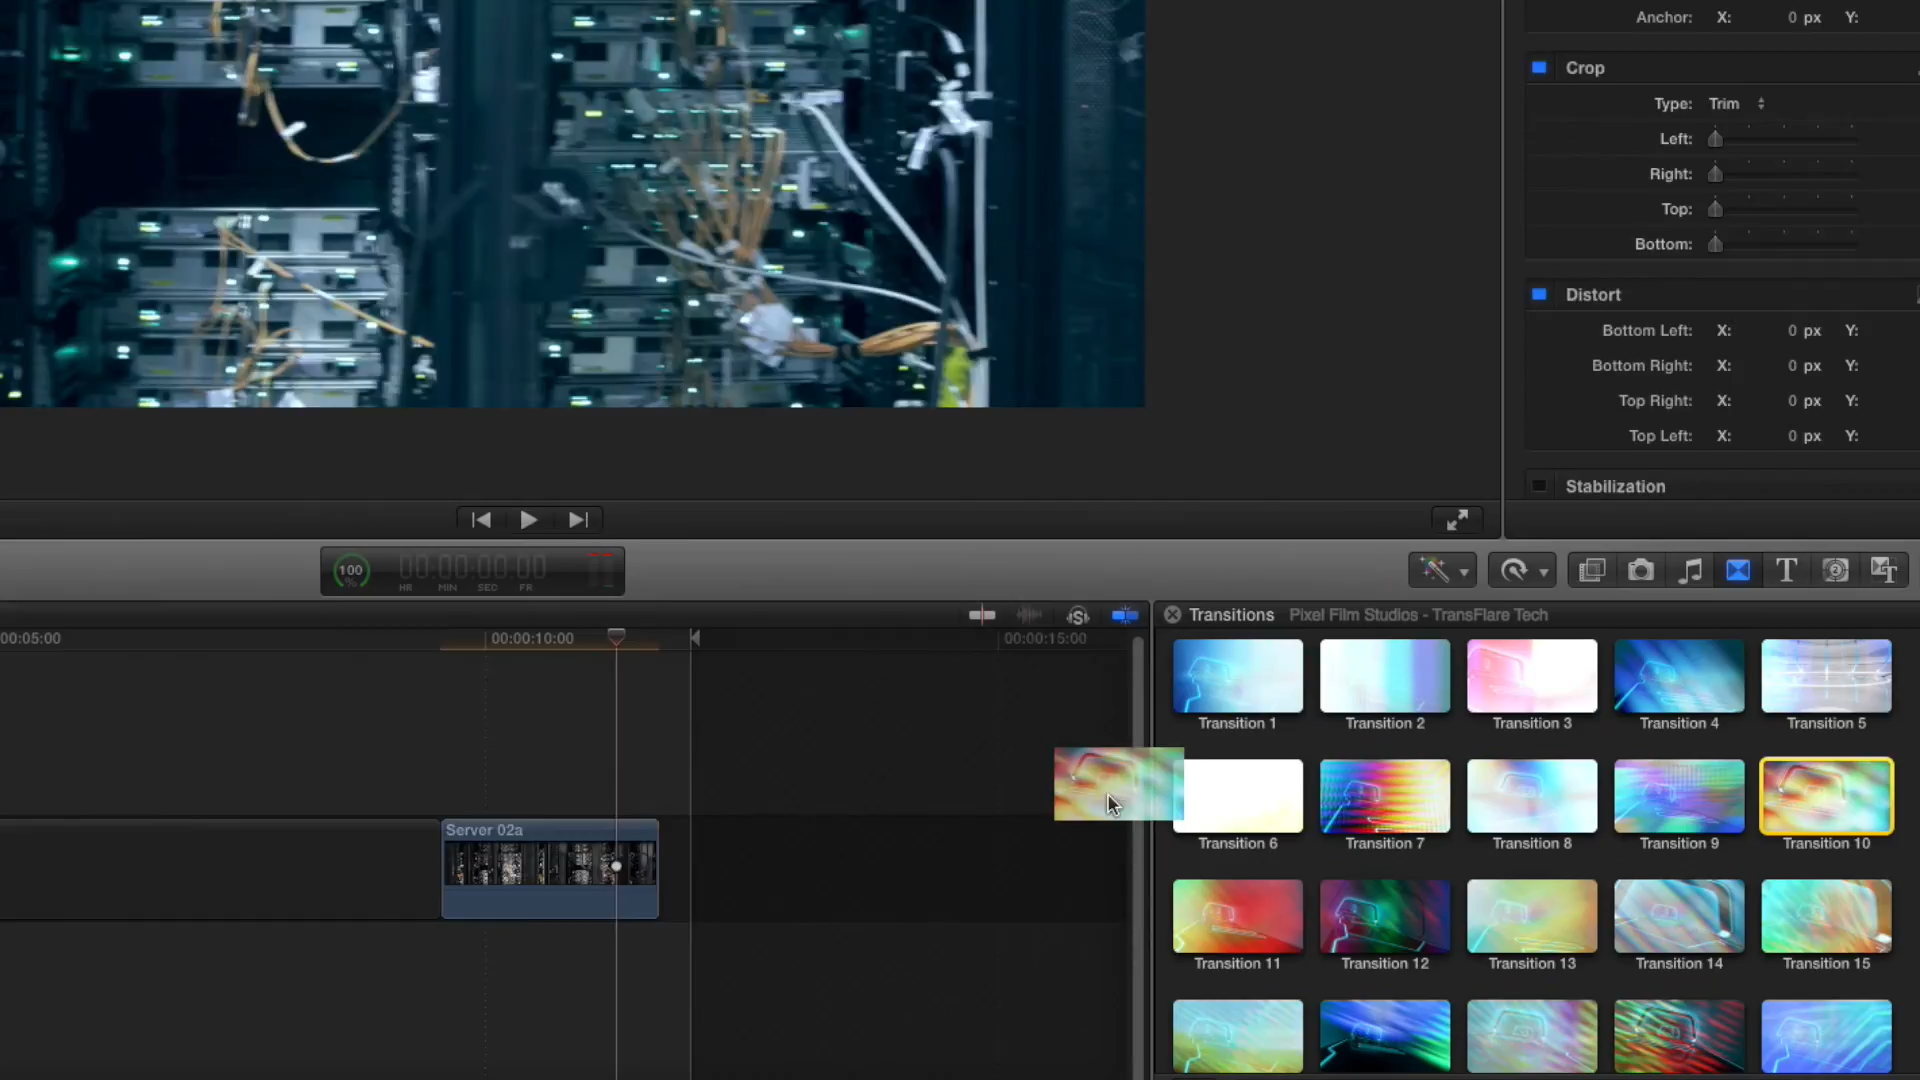 Anchor: X: 0 px Y:
Crop
Type: Trim
Left:
Right:
Top:
Bottom:
Distort
Bottom Left: X: 0 px Y:
Bottom Right: X: 0 px Y:
Top Right: X: 0 px Y:
Top Left: X: 0 px Y:
Stabilization
100 % 00:00:00:00
HR MIN SEC FR
T
Transitions Pixel Film Studios - TransFlare Tech
00:05:00 00:00:10:00 00:00:15:00
Transition 1 Transition 2 Transition 3 Transition 4 Transition 5
Server 02a
Transition 6 Transition 7 Transition 8 Transition 9 Transition 10
Transition 11 Transition 12 Transition 13 Transition 14 Transition 15